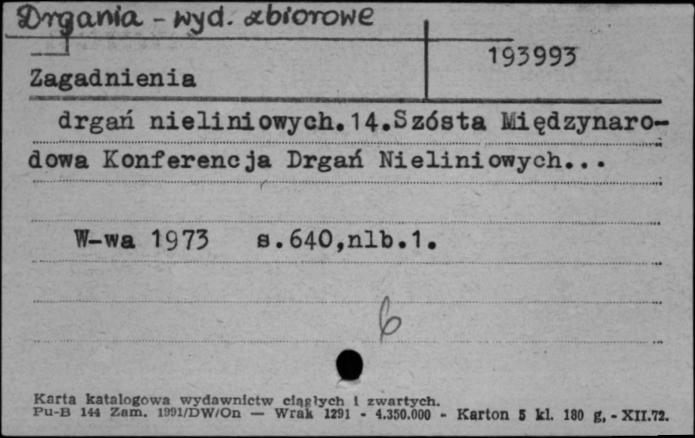 Drgania - wyd. zbiorowe
193993
Zagadnienia
drgań nieliniowych.14.Szósta Międzynaro-
dowa Konferencja Drgań Nieliniowych...
W-wa 1973 s.640,nlb.1.
6
Karta katalogowa wydawnictw ciągłych i zwartych.
Pu-B 144 Zam. 1991/DW/On — Wrak 1291 - 4.350.000 - Karton 5 kl. 180 g. - XII.72.